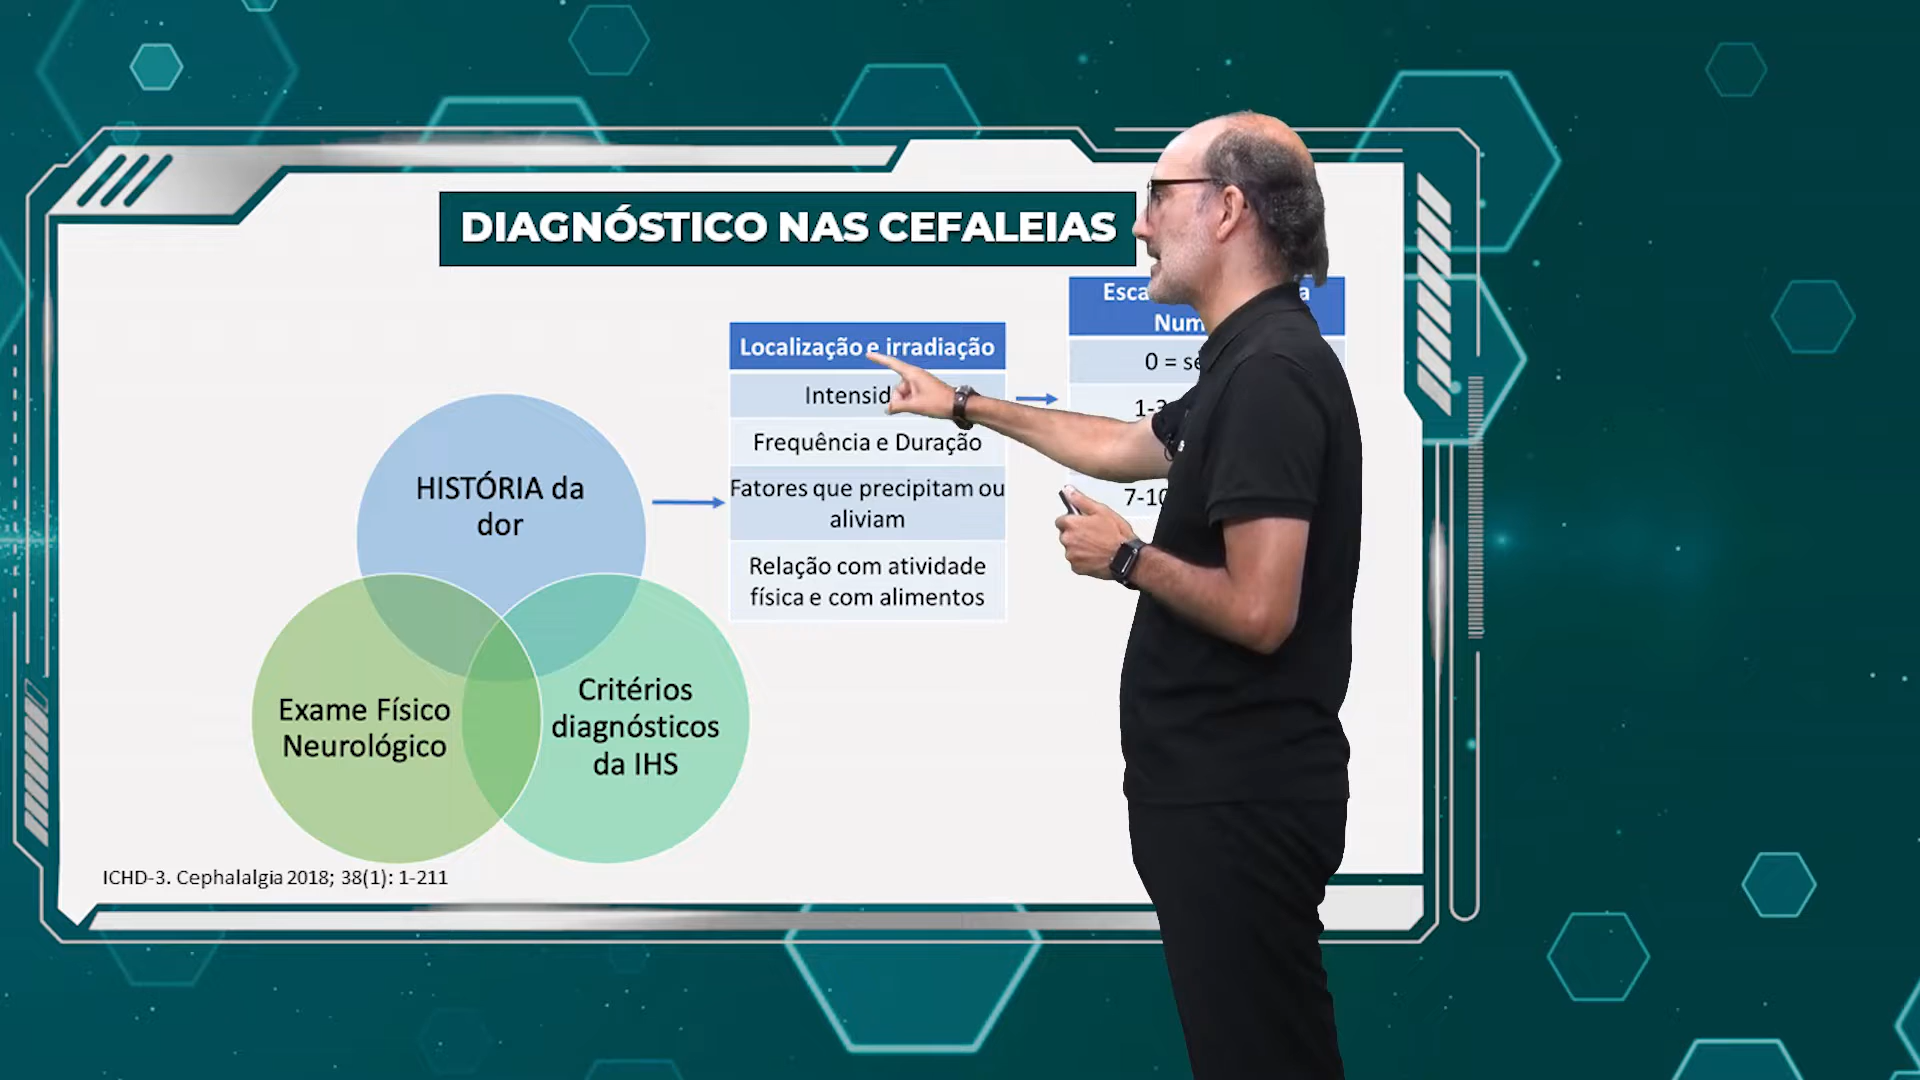 DIAGNÓSTICO NAS CEFALEIAS
Localização e irradiação
Frequência e Duração
Fatores que precipitam ou
aliviam
Relação com atividade
física e com alimentos
0 =
HISTÓRIA da
dor
Exame Físico
Neurológico
Critérios
diagnósticos
da IHS
ICHD-3. Cephalalgia 2018; 38(1): 1-211